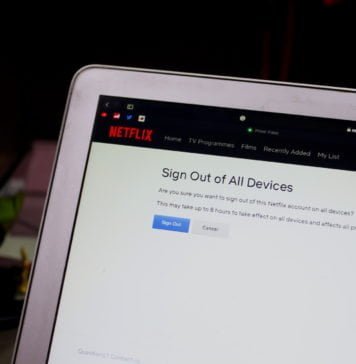 NETFLIX
Home TV Programmes Films Recently Added My List
Sign Out of All Devices
Are you sure you want to sign out of this Netflix account on all devices?
This may take up to 8 hours to take effect on all devices and affects all
Sign Out Cancel
Questions? Contact us